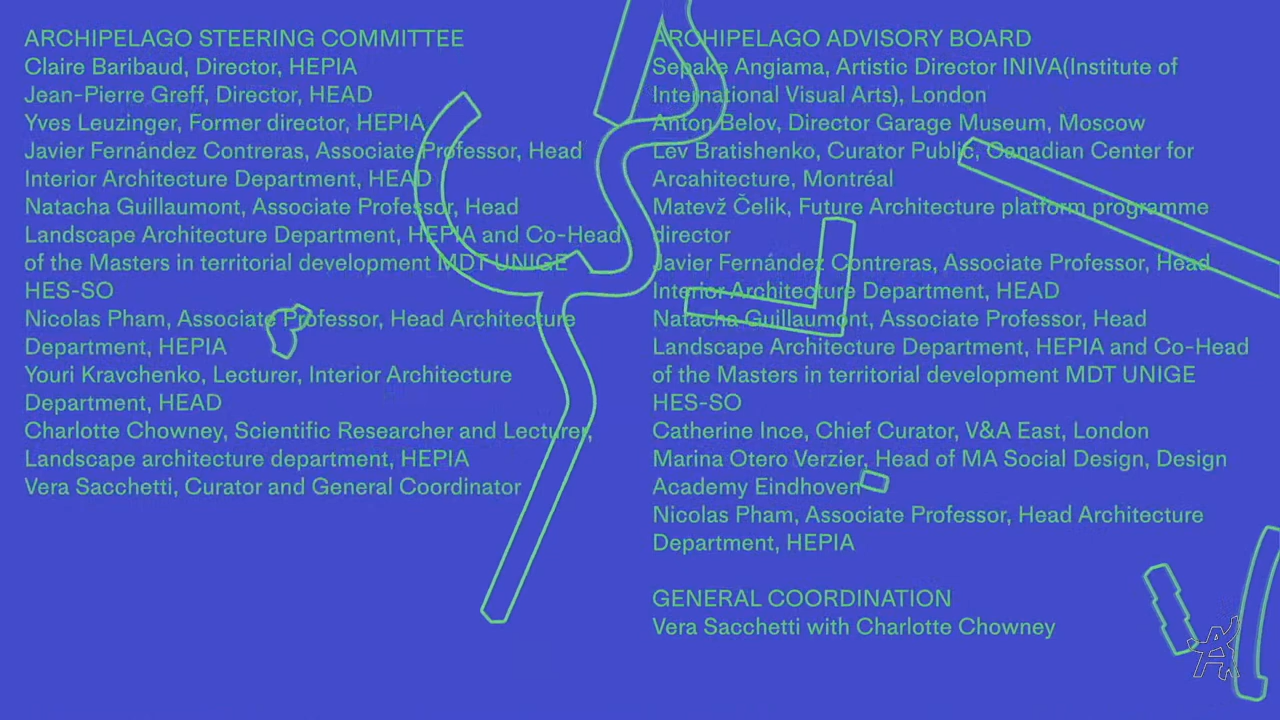 ARCHIPELAGO STEERING COMMITTEE
Claire Baribaud, Director, HEPIA
Jean-Pierre Greff, Director, HEAD
Yves Leuzinger, Former director, HEPIA
Javier Fernández Contreras, Associate Professor, Head
Interior Architecture Department, HEAD
Natacha Guillaumont, Associate Professor, Head
Landscape Architecture Department, HEPIA and Co-Head
of the Masters in territorial development MDT UNIGE
HES-SO
Nicolas Pham, Associate Professor, Head Architecture
Department, HEPIA
Youri Kravchenko, Lecturer, Interior Architecture
Department, HEAD
Charlotte Chowney, Scientific Researcher and Lecturer,
Landscape architecture department, HEPIA
Vera Sacchetti, Curator and General Coordinator
ARCHIPELAGO ADVISORY BOARD
Sepake Angiama, Artistic Director INIVA(Institute of
International Visual Arts), London
Anton Belov, Director Garage Museum, Moscow
Lev Bratishenko, Curator Public, Canadian Center for
Arcahitecture, Montréal
Matevž Čelik, Future Architecture platform programme
director
Javier Fernández Contreras, Associate Professor, Head
Interior Architecture Department, HEAD
Natacha Guillaumont, Associate Professor, Head
Landscape Architecture Department, HEPIA and Co-Head
of the Masters in territorial development MDT UNIGE
HES-SO
Catherine Ince, Chief Curator, V&A East, London
Marina Otero Verzier, Head of MA Social Design, Design
Academy Eindhoven
Nicolas Pham, Associate Professor, Head Architecture
Department, HEPIA
GENERAL COORDINATION
Vera Sacchetti with Charlotte Chowney
A